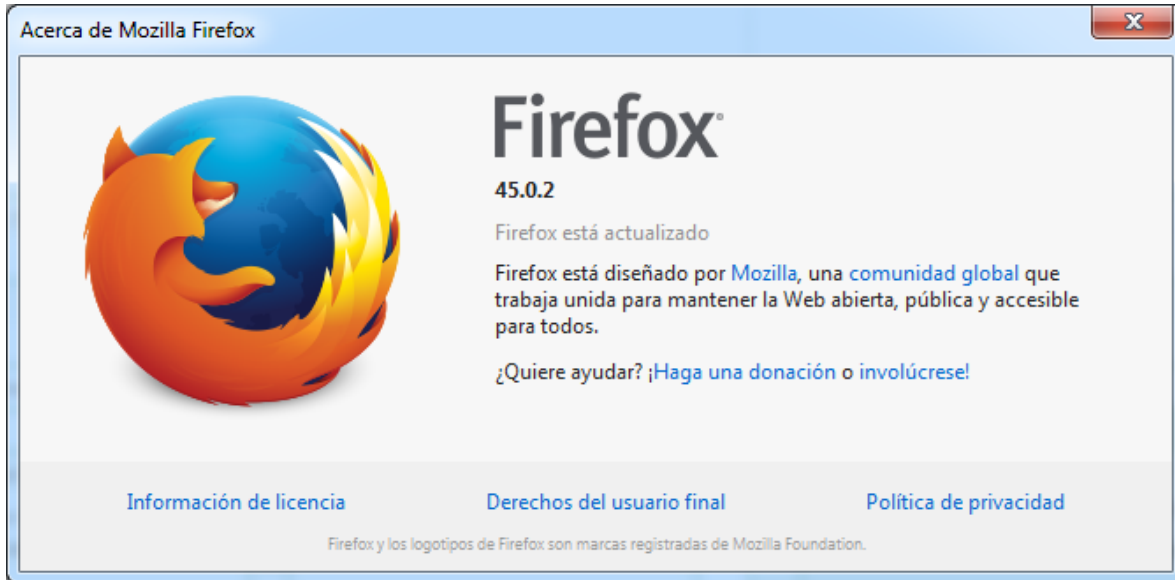 Acerca de Mozilla Firefox
Firefox®
45.0.2
Firefox está actualizado
Firefox está diseñado por Mozilla, una comunidad global que
trabaja unida para mantener la Web abierta, pública y accesible
para todos.
¿Quiere ayudar? ¡Haga una donación o involúcrese!
Información de licencia
Derechos del usuario final
Política de privacidad
Firefox y los logotipos de Firefox son marcas registradas de Mozilla Foundation.